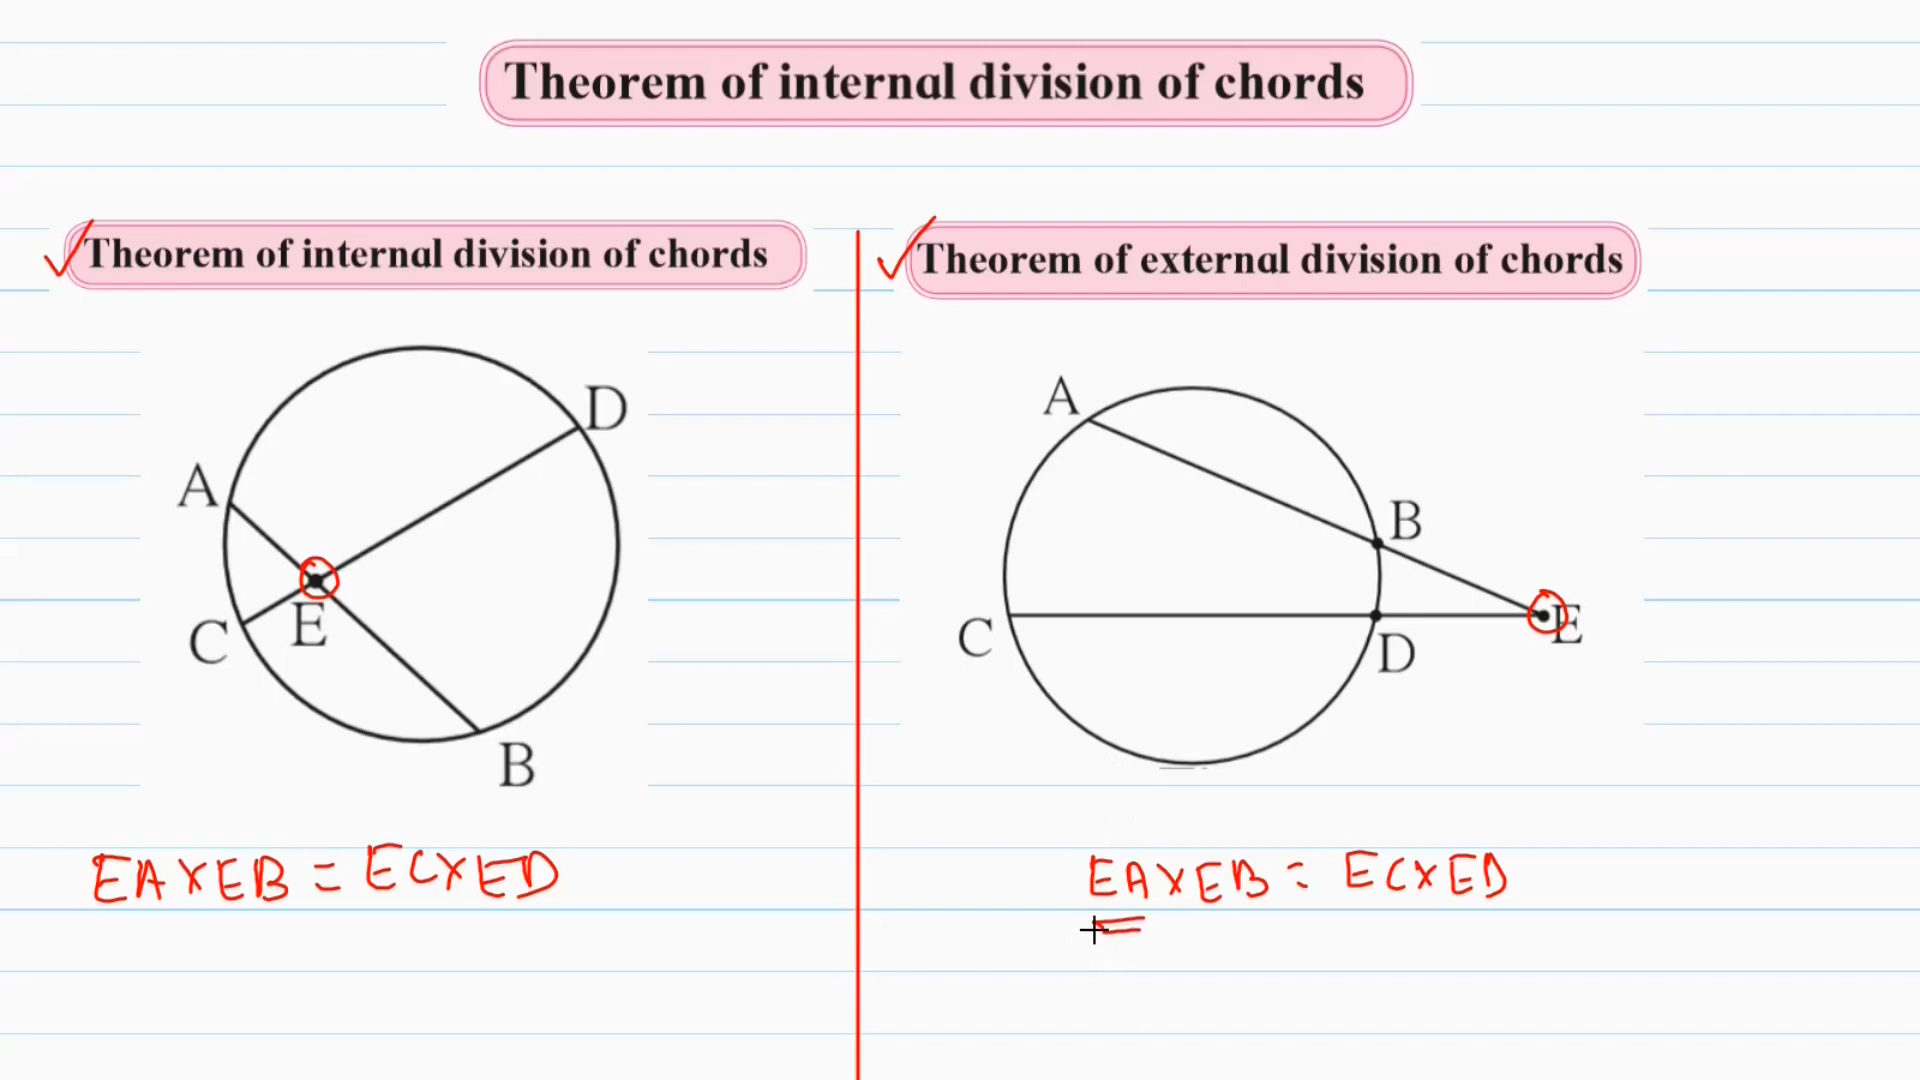 Theorem of internal division of chords
Theorem of internal division of chords
A
D
C
E
B
EA×EB = EC×ED
Theorem of external division of chords
A
B
C
D
E
EA×EB = EC×ED